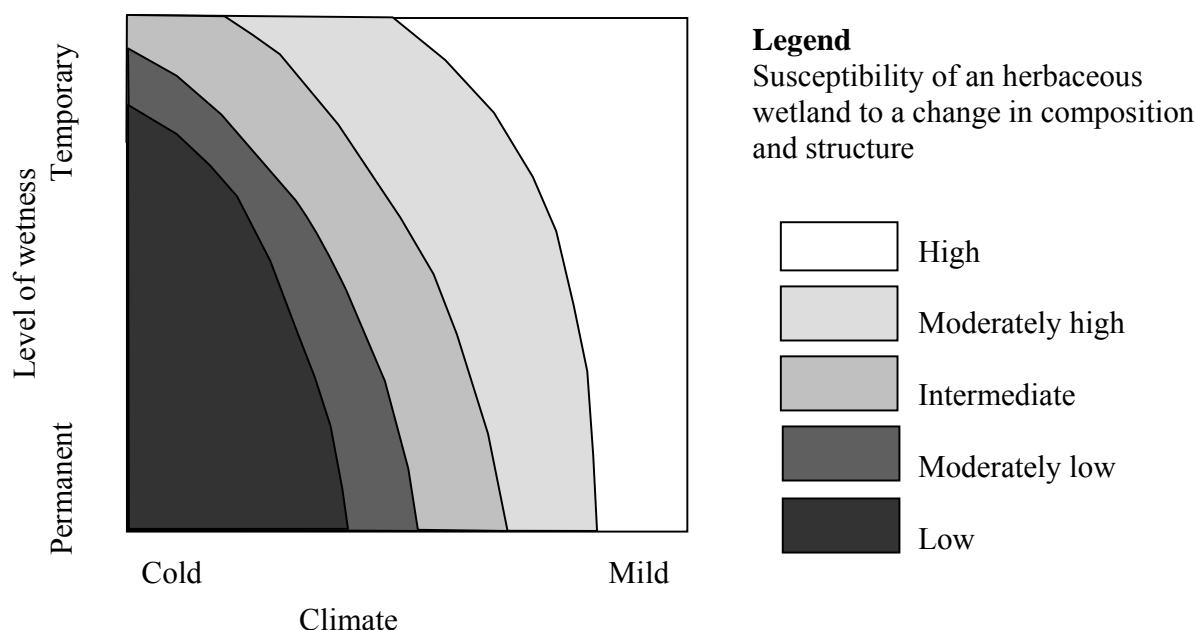 Legend
Susceptibility of an herbaceous
wetland to a change in composition
and structure
High
Moderately high
Intermediate
Moderately low
Low
Level of wetness
Temporary
Permanent
Cold
Mild
Climate